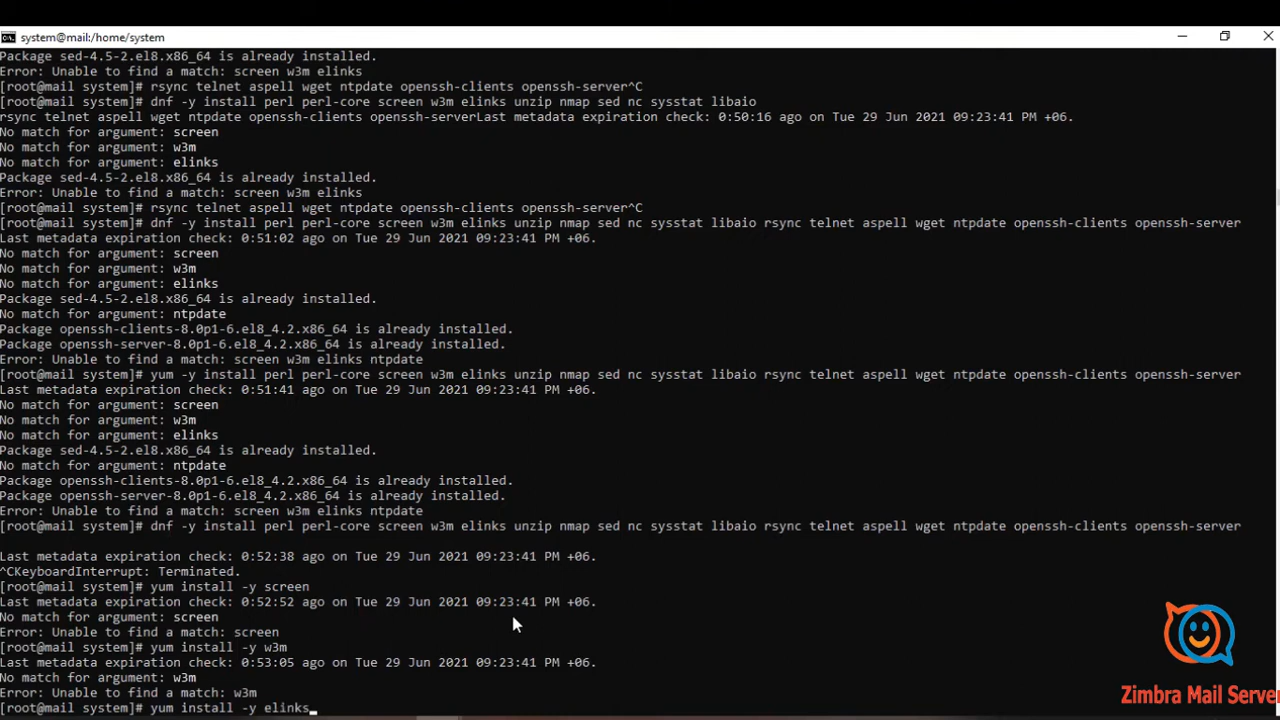 system@mail:/home/system
Package sed-4.5-2.el8.x86_64 is already installed.
Error: Unable to find a match: screen w3m elinks
[root@mail system]# rsync telnet aspell wget ntpdate openssh-clients openssh-server^C
[root@mail system]# dnf -y install perl perl-core screen w3m elinks unzip nmap sed nc sysstat libaio
rsync telnet aspell wget ntpdate openssh-clients openssh-serverLast metadata expiration check: 0:50:16 ago on Tue 29 Jun 2021 09:23:41 PM +06.
No match for argument: screen
No match for argument: w3m
No match for argument: elinks
Package sed-4.5-2.el8.x86_64 is already installed.
Error: Unable to find a match: screen w3m elinks
[root@mail system]# rsync telnet aspell wget ntpdate openssh-clients openssh-server^C
[root@mail system]# dnf -y install perl perl-core screen w3m elinks unzip nmap sed nc sysstat libaio rsync telnet aspell wget ntpdate openssh-clients openssh-server
Last metadata expiration check: 0:51:02 ago on Tue 29 Jun 2021 09:23:41 PM +06.
No match for argument: screen
No match for argument: w3m
No match for argument: elinks
Package sed-4.5-2.el8.x86_64 is already installed.
No match for argument: ntpdate
Package openssh-clients-8.0p1-6.el8_4.2.x86_64 is already installed.
Package openssh-server-8.0p1-6.el8_4.2.x86_64 is already installed.
Error: Unable to find a match: screen w3m elinks ntpdate
[root@mail system]# yum -y install perl perl-core screen w3m elinks unzip nmap sed nc sysstat libaio rsync telnet aspell wget ntpdate openssh-clients openssh-server
Last metadata expiration check: 0:51:41 ago on Tue 29 Jun 2021 09:23:41 PM +06.
No match for argument: screen
No match for argument: w3m
No match for argument: elinks
Package sed-4.5-2.el8.x86_64 is already installed.
No match for argument: ntpdate
Package openssh-clients-8.0p1-6.el8_4.2.x86_64 is already installed.
Package openssh-server-8.0p1-6.el8_4.2.x86_64 is already installed.
Error: Unable to find a match: screen w3m elinks ntpdate
[root@mail system]# dnf -y install perl perl-core screen w3m elinks unzip nmap sed nc sysstat libaio rsync telnet aspell wget ntpdate openssh-clients openssh-server
Last metadata expiration check: 0:52:38 ago on Tue 29 Jun 2021 09:23:41 PM +06.
^CKeyboardInterrupt: Terminated.
[root@mail system]# yum install -y screen
Last metadata expiration check: 0:52:52 ago on Tue 29 Jun 2021 09:23:41 PM +06.
No match for argument: screen
Error: Unable to find a match: screen
[root@mail system]# yum install -y w3m
Last metadata expiration check: 0:53:05 ago on Tue 29 Jun 2021 09:23:41 PM +06.
No match for argument: w3m
Error: Unable to find a match: w3m
[root@mail system]# yum install -y elinks_
Zimbra Mail Server